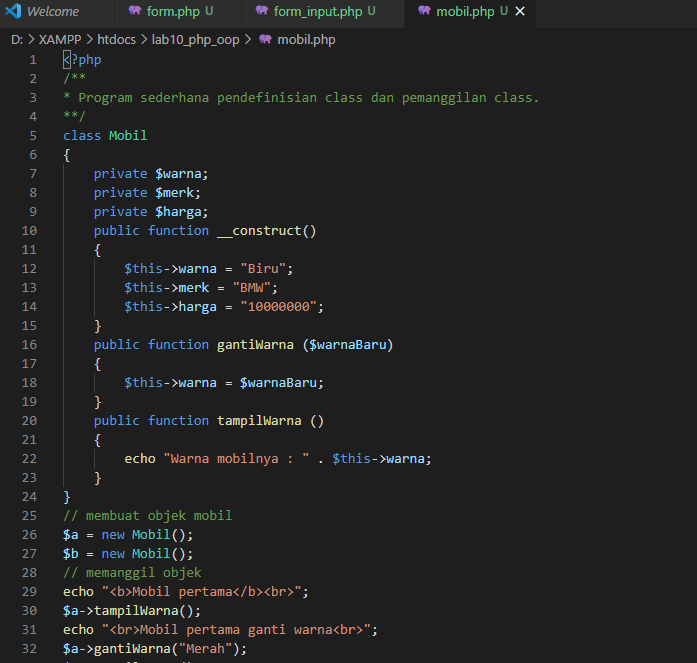 Welcome form.php U form_input.php U mobil.php U
D: > XAMPP > htdocs > lab10_php_oop > mobil.php
1 <?php
2 /**
3 * Program sederhana pendefinisian class dan pemanggilan class.
4 **/
5 class Mobil
6 {
7 private $warna;
8 private $merk;
9 private $harga;
10 public function __construct()
11 {
12 $this->warna = "Biru";
13 $this->merk = "BMW";
14 $this->harga = "10000000";
15 }
16 public function gantiWarna ($warnaBaru)
17 {
18 $this->warna = $warnaBaru;
19 }
20 public function tampilWarna ()
21 {
22 echo "Warna mobilnya : " . $this->warna;
23 }
24 }
25 // membuat objek mobil
26 $a = new Mobil();
27 $b = new Mobil();
28 // memanggil objek
29 echo "<b>Mobil pertama</b><br>";
30 $a->tampilWarna();
31 echo "<br>Mobil pertama ganti warna<br>";
32 $a->gantiWarna("Merah");